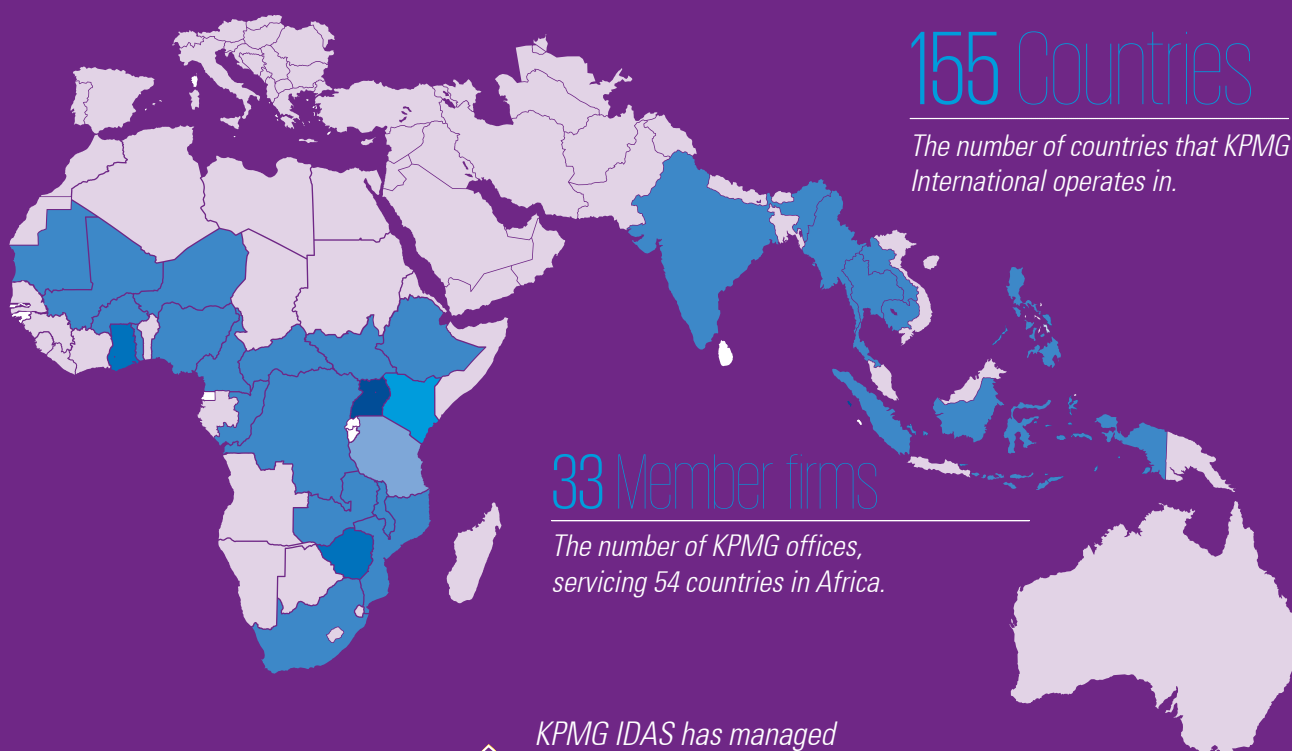 155 Countries
The number of countries that KPMG
International operates in.
33 Member firms
The number of KPMG offices,
servicing 54 countries in Africa.
KPMG IDAS has managed